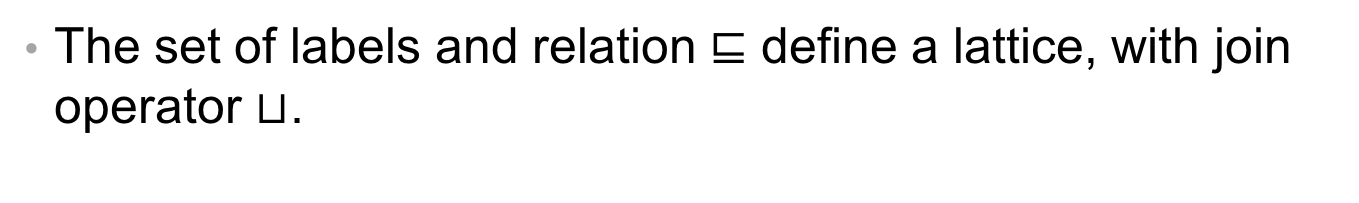 • The set of labels and relation ⊑ define a lattice, with join
operator ⊔.